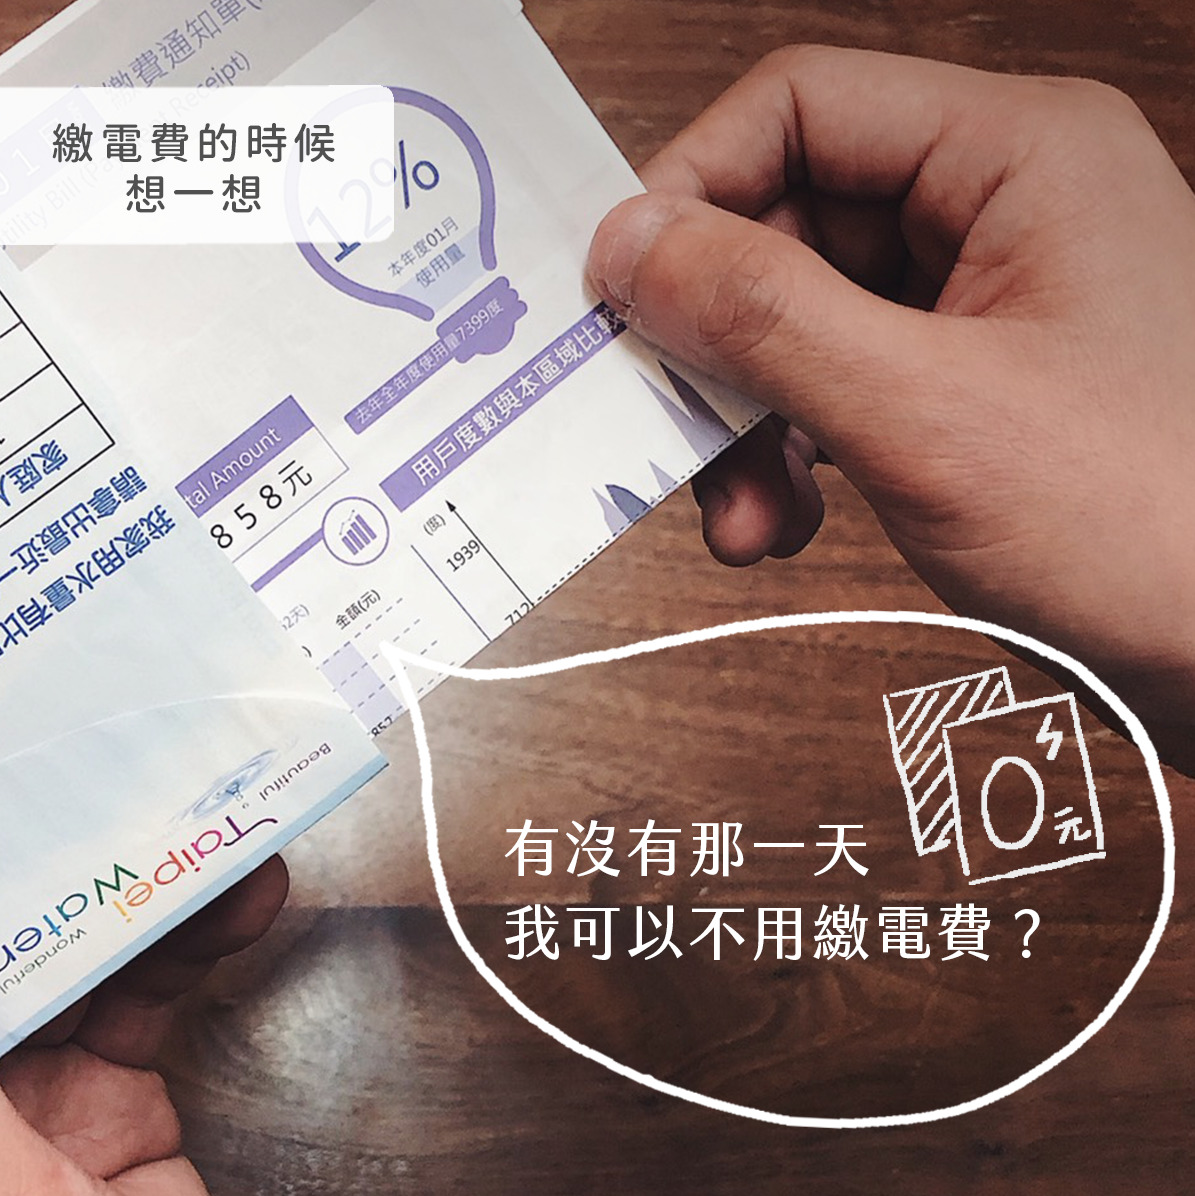 繳費通知單(
t Receipt)
繳電費的時候
想一想
12%
本年度01月
使用量
去年全年度使用量7399度
用戶度數與本區域比較
tal Amount
858元
(度)
1939
712
金額(元)
家庭人
請拿出最近一
我家用水量有比
Beautiful
Taipei
Water
Wonderful
有沒有那一天
我可以不用繳電費？
0元